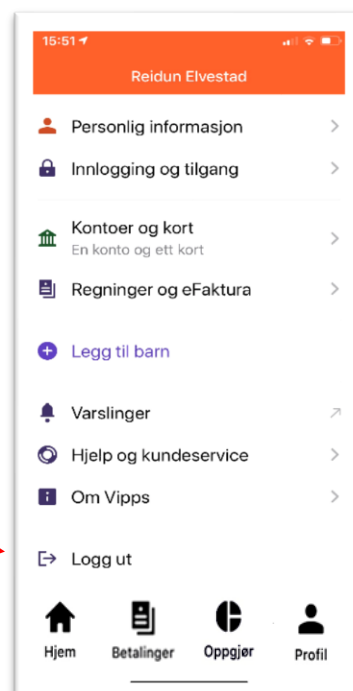 15:51
Reidun Elvestad
Personlig informasjon
Innlogging og tilgang
Kontoer og kort
En konto og ett kort
Regninger og eFaktura
Legg til barn
Varslinger
Hjelp og kundeservice
Om Vipps
Logg ut
Hjem Betalinger Oppgjør Profil